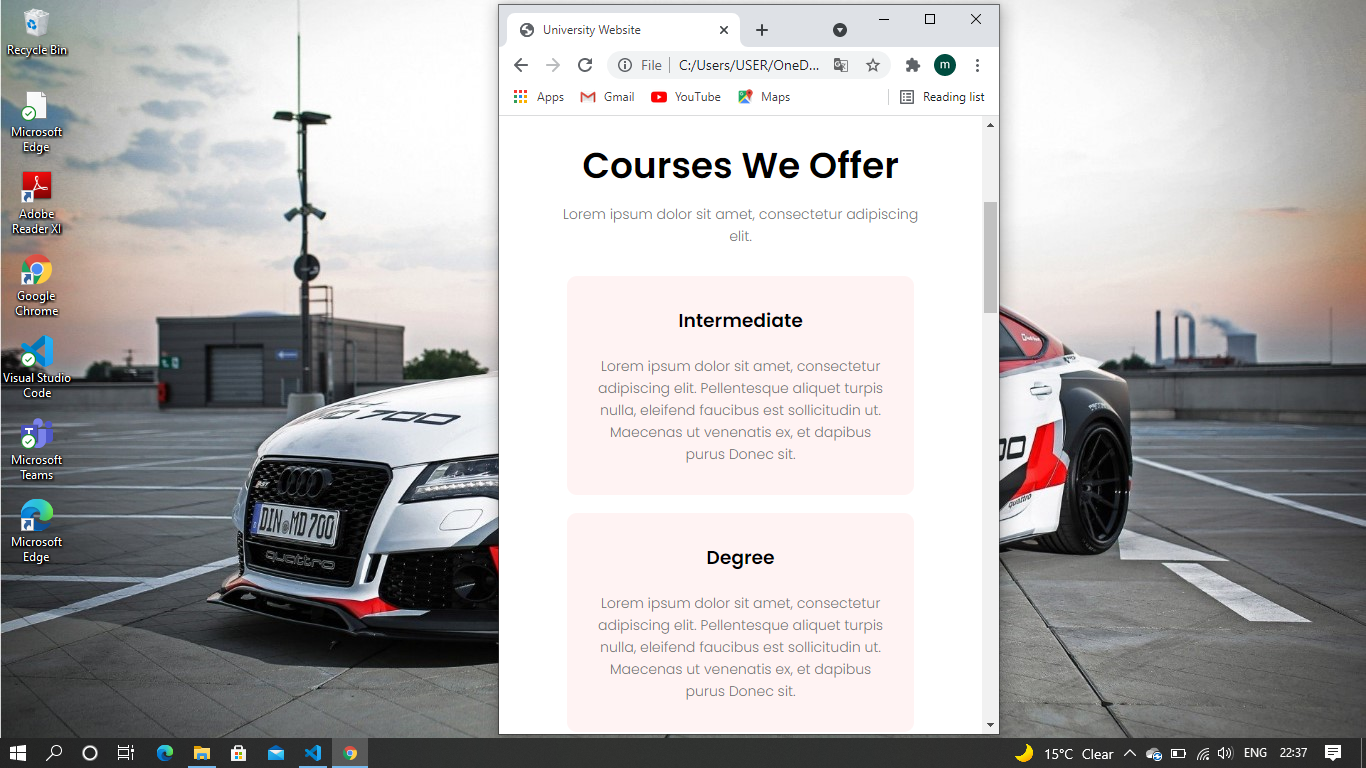 Recycle Bin
Microsoft
Edge
Adobe
Reader XI
Google
Chrome
Visual Studio
Code
Microsoft
Teams
Microsoft
Edge
DIN MD 700
quattro
quattro
University Website
File
C:/Users/USER/OneD...
m
Apps
Gmail
YouTube
Maps
Reading list
Courses We Offer
Lorem ipsum dolor sit amet, consectetur adipiscing
elit.
Intermediate
Lorem ipsum dolor sit amet, consectetur
adipiscing elit. Pellentesque aliquet turpis
nulla, eleifend faucibus est sollicitudin ut.
Maecenas ut venenatis ex, et dapibus
purus Donec sit.
Degree
Lorem ipsum dolor sit amet, consectetur
adipiscing elit. Pellentesque aliquet turpis
nulla, eleifend faucibus est sollicitudin ut.
Maecenas ut venenatis ex, et dapibus
purus Donec sit.
15°C Clear
ENG
22:37